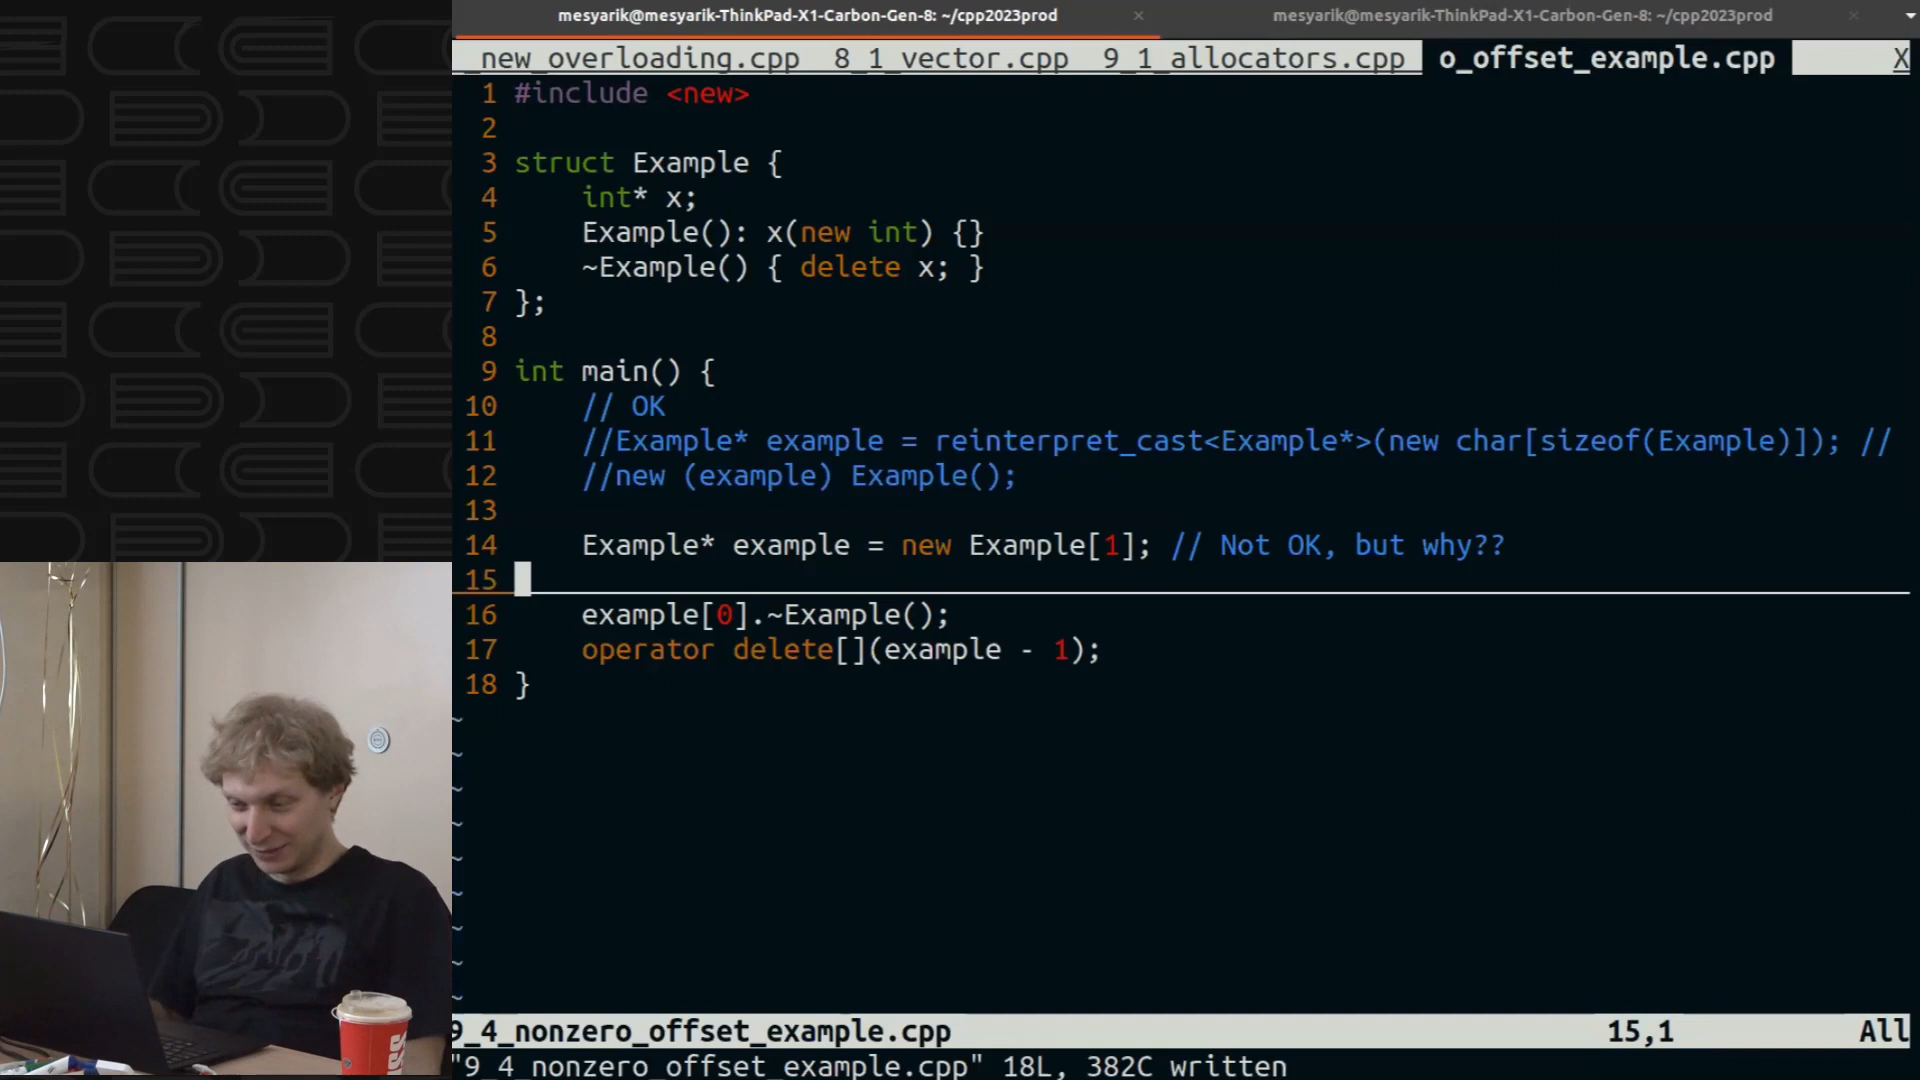 mesyarik@mesyarik-ThinkPad-X1-Carbon-Gen-8: ~/cpp2023prod × mesyarik@mesyarik-ThinkPad-X1-Carbon-Gen-8: ~/cpp2023prod ×
_new_overloading.cpp 8_1_vector.cpp 9_1_allocators.cpp o_offset_example.cpp X
1 #include <new>
2
3 struct Example {
4 int* x;
5 Example(): x(new int) {}
6 ~Example() { delete x; }
7 };
8
9 int main() {
10 // OK
11 //Example* example = reinterpret_cast<Example*>(new char[sizeof(Example)]); //
12 //new (example) Example();
13
14 Example* example = new Example[1]; // Not OK, but why??
15
16 example[0].~Example();
17 operator delete[](example - 1);
18 }
~
~
~
~
~
~
~
~
~
9_4_nonzero_offset_example.cpp 15,1 All
"9_4_nonzero_offset_example.cpp" 18L, 382C written